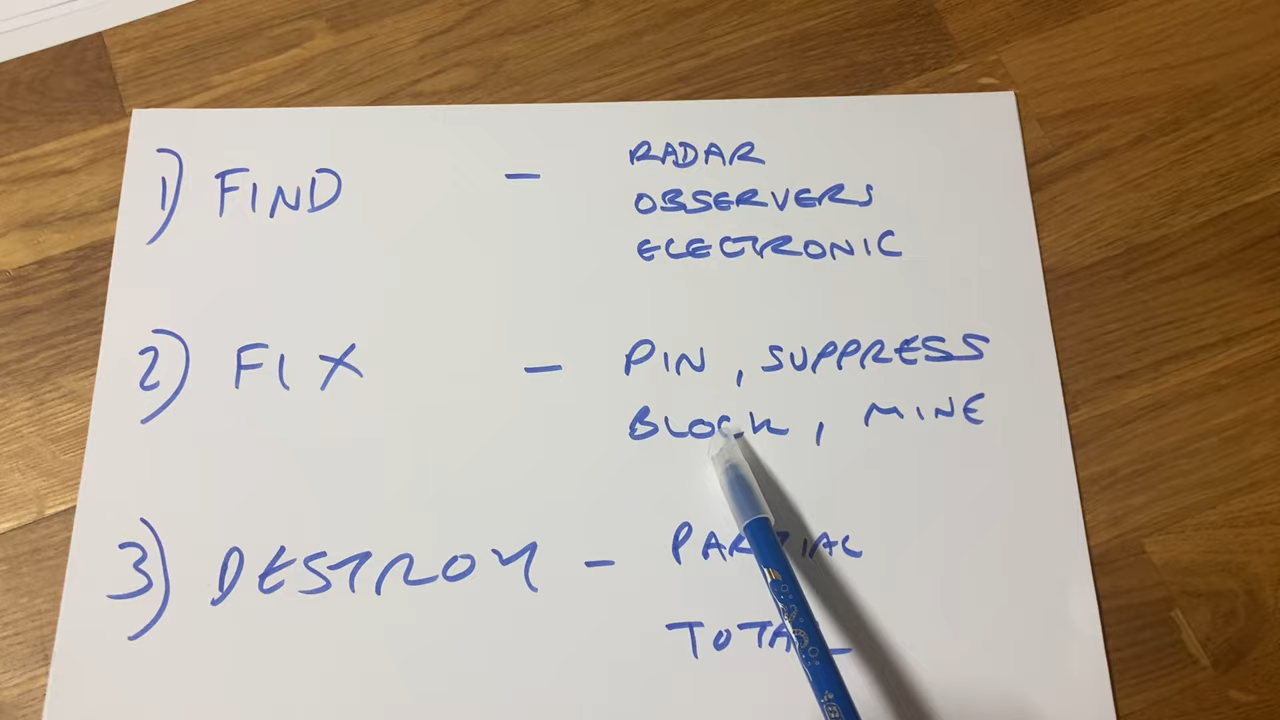 1) FIND - RADAR
OBSERVERS
ELECTRONIC
2) FIX - PIN, SUPPRESS
BLOCK, MINE
3) DESTROY - PARTIAL
TOTAL